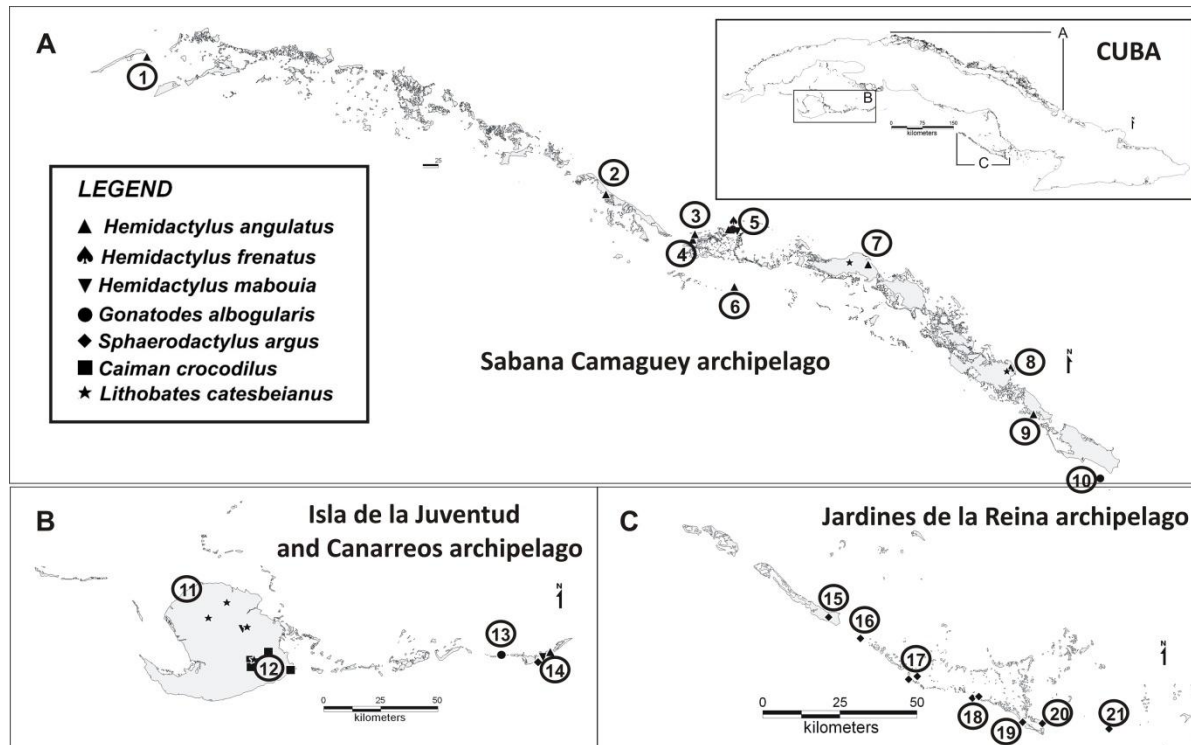 A
CUBA
A
B
C
0 75 150
kilometers
N
1
25
LEGEND
Hemidactylus angulatus
Hemidactylus frenatus
Hemidactylus mabouia
Gonatodes albogularis
Sphaerodactylus argus
Caiman crocodilus
Lithobates catesbeianus
2
3
5
4
7
6
Sabana Camaguey archipelago
N
8
9
10
B
Isla de la Juventud
and Canarreos archipelago
N
11
12
13
14
0 25 50
kilometers
C
Jardines de la Reina archipelago
N
15
16
17
18
19
20
21
0 25 50
kilometers